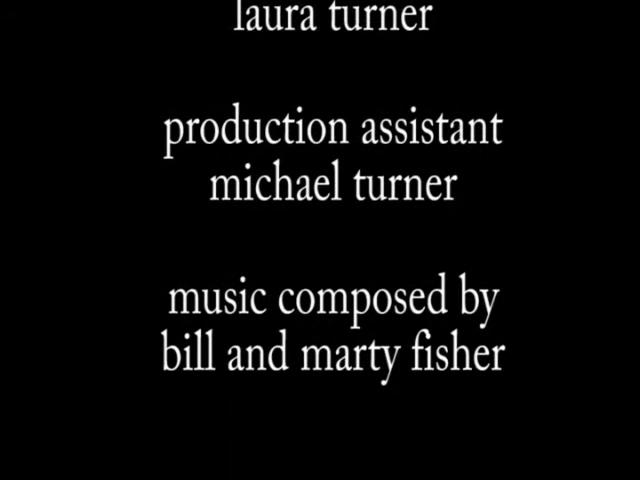 laura turner
production assistant
michael turner
music composed by
bill and marty fisher